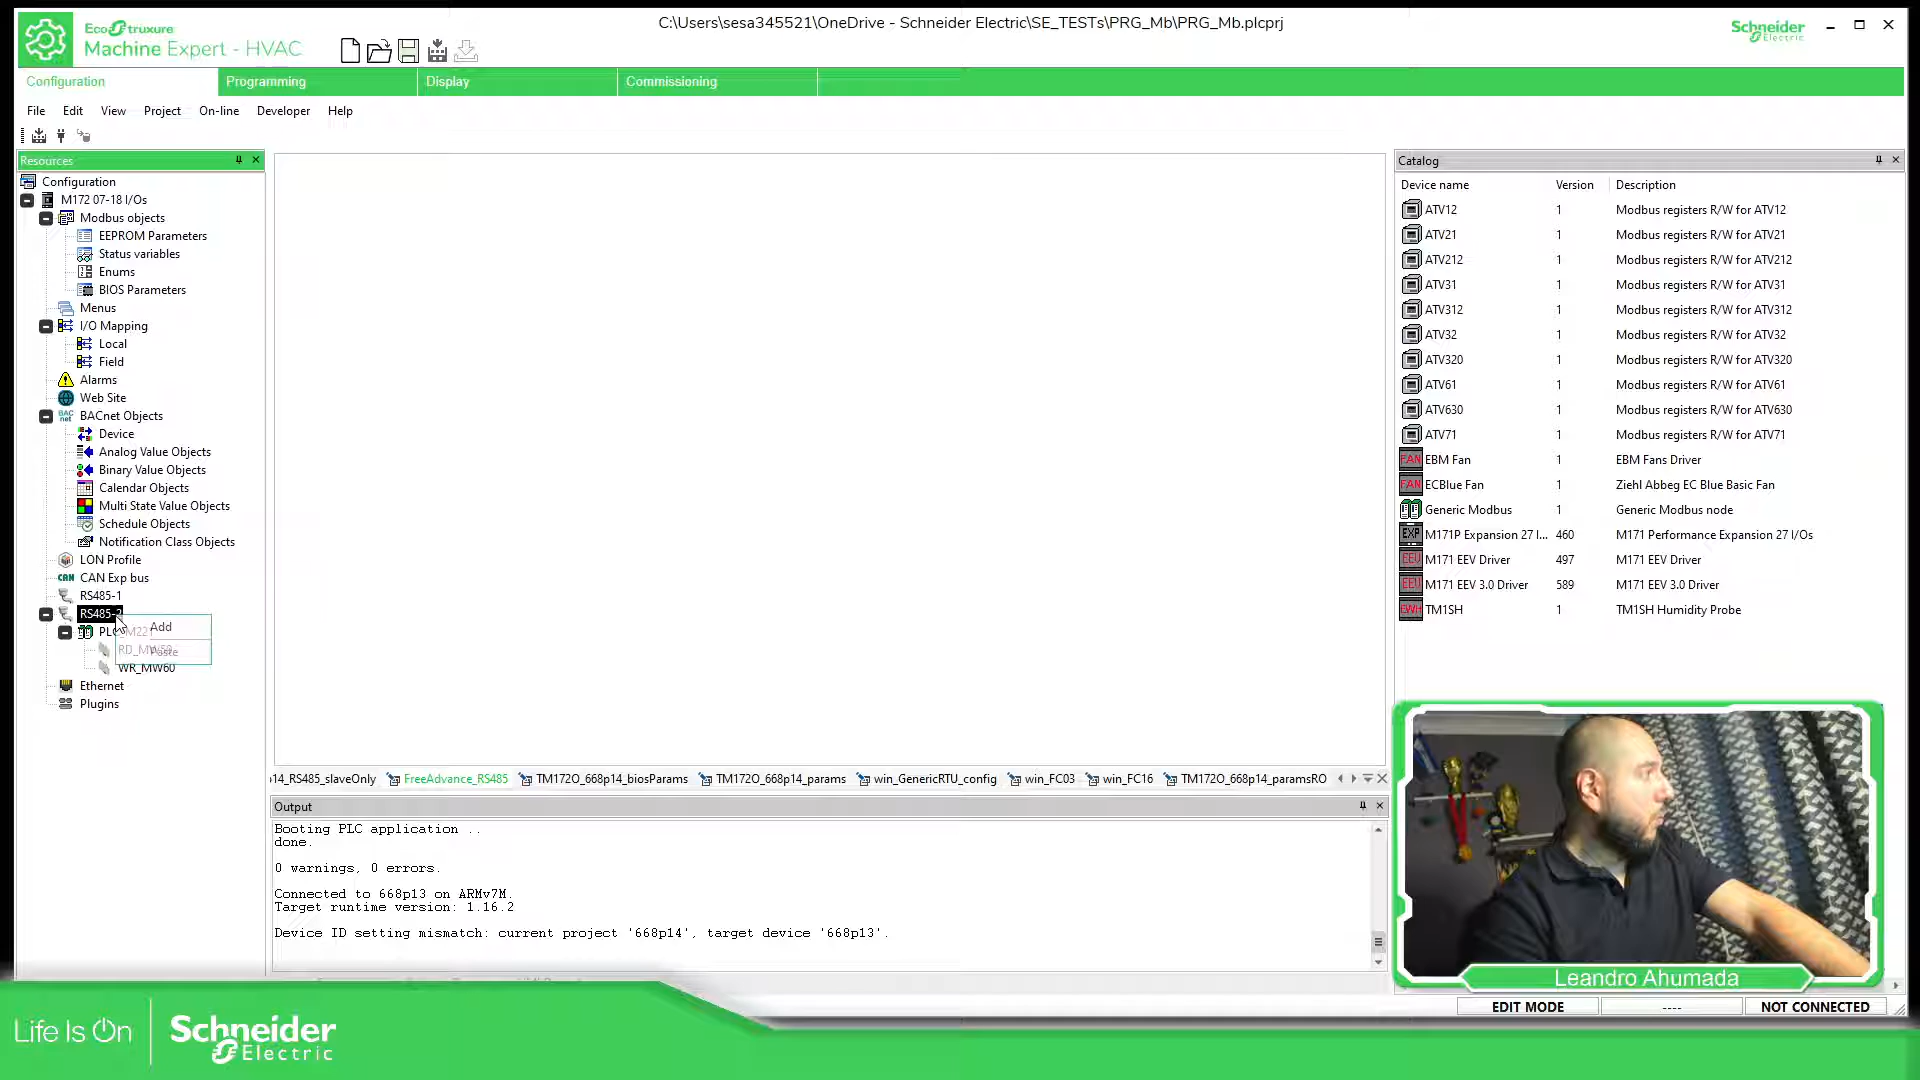 EcoStruxure
Machine Expert - HVAC
C:\Users\sesa345521\OneDrive - Schneider Electric\SE_TESTs\PRG_Mb\PRG_Mb.plcprj
Schneider
Electric
Configuration
Programming
Display
Commissioning
File
Edit
View
Project
On-line
Developer
Help
Resources
Configuration
M172 07-18 I/Os
Modbus objects
EEPROM Parameters
Status variables
Enums
BIOS Parameters
Menus
I/O Mapping
Local
Field
Alarms
Web Site
BACnet Objects
Device
Analog Value Objects
Binary Value Objects
Calendar Objects
Multi State Value Objects
Schedule Objects
Notification Class Objects
LON Profile
CAN Exp bus
RS485-1
RS485-2
PLC_M221
RD_MW50
WR_MW60
Add
Paste
Ethernet
Plugins
Catalog
Device name Version Description
ATV12 1 Modbus registers R/W for ATV12
ATV21 1 Modbus registers R/W for ATV21
ATV212 1 Modbus registers R/W for ATV212
ATV31 1 Modbus registers R/W for ATV31
ATV312 1 Modbus registers R/W for ATV312
ATV32 1 Modbus registers R/W for ATV32
ATV320 1 Modbus registers R/W for ATV320
ATV61 1 Modbus registers R/W for ATV61
ATV630 1 Modbus registers R/W for ATV630
ATV71 1 Modbus registers R/W for ATV71
FAN EBM Fan 1 EBM Fans Driver
FAN ECBlue Fan 1 Ziehl Abbeg EC Blue Basic Fan
Generic Modbus 1 Generic Modbus node
EXP M171P Expansion 27 I... 460 M171 Performance Expansion 27 I/Os
EEV M171 EEV Driver 497 M171 EEV Driver
EEV M171 EEV 3.0 Driver 589 M171 EEV 3.0 Driver
TM1SH 1 TM1SH Humidity Probe
p14_RS485_slaveOnly
FreeAdvance_RS485
TM172O_668p14_biosParams
TM172O_668p14_params
win_GenericRTU_config
win_FC03
win_FC16
TM172O_668p14_paramsRO
Output
Booting PLC application ..
done.
0 warnings, 0 errors.
Connected to 668p13 on ARMv7M.
Target runtime version: 1.16.2
Device ID setting mismatch: current project '668p14', target device '668p13'.
Leandro Ahumada
EDIT MODE
----
NOT CONNECTED
Life Is On
Schneider
Electric